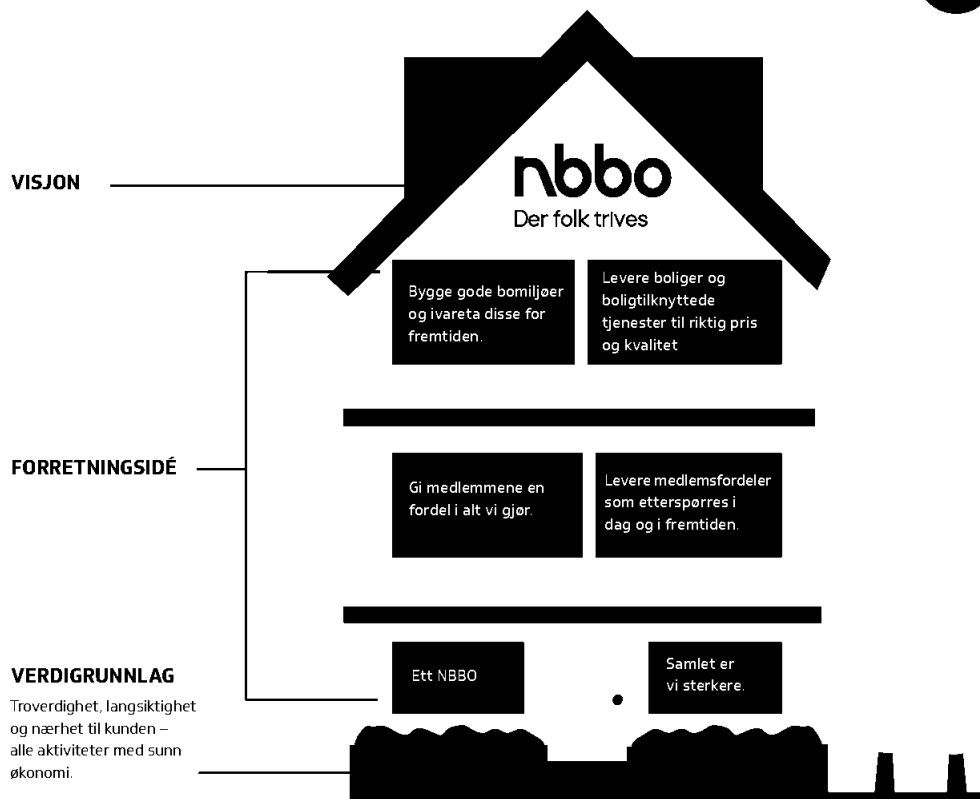 nbbo
Der folk trives
VISJON
Bygge gode bomiljøer
og ivareta disse for
fremtiden.
Levere boliger og
boligtilknyttede
tjenester til riktig pris
og kvalitet
FORRETNINGSIDÉ
Gi medlemmene en
fordel i alt vi gjør.
Levere medlemsfordeler
som etterspørres i
dag og i fremtiden.
Ett NBBO
Samlet er
vi sterkere.
VERDIGRUNNLAG
Troverdighet, langsiktighet
og nærhet til kunden –
alle aktiviteter med sunn
økonomi.